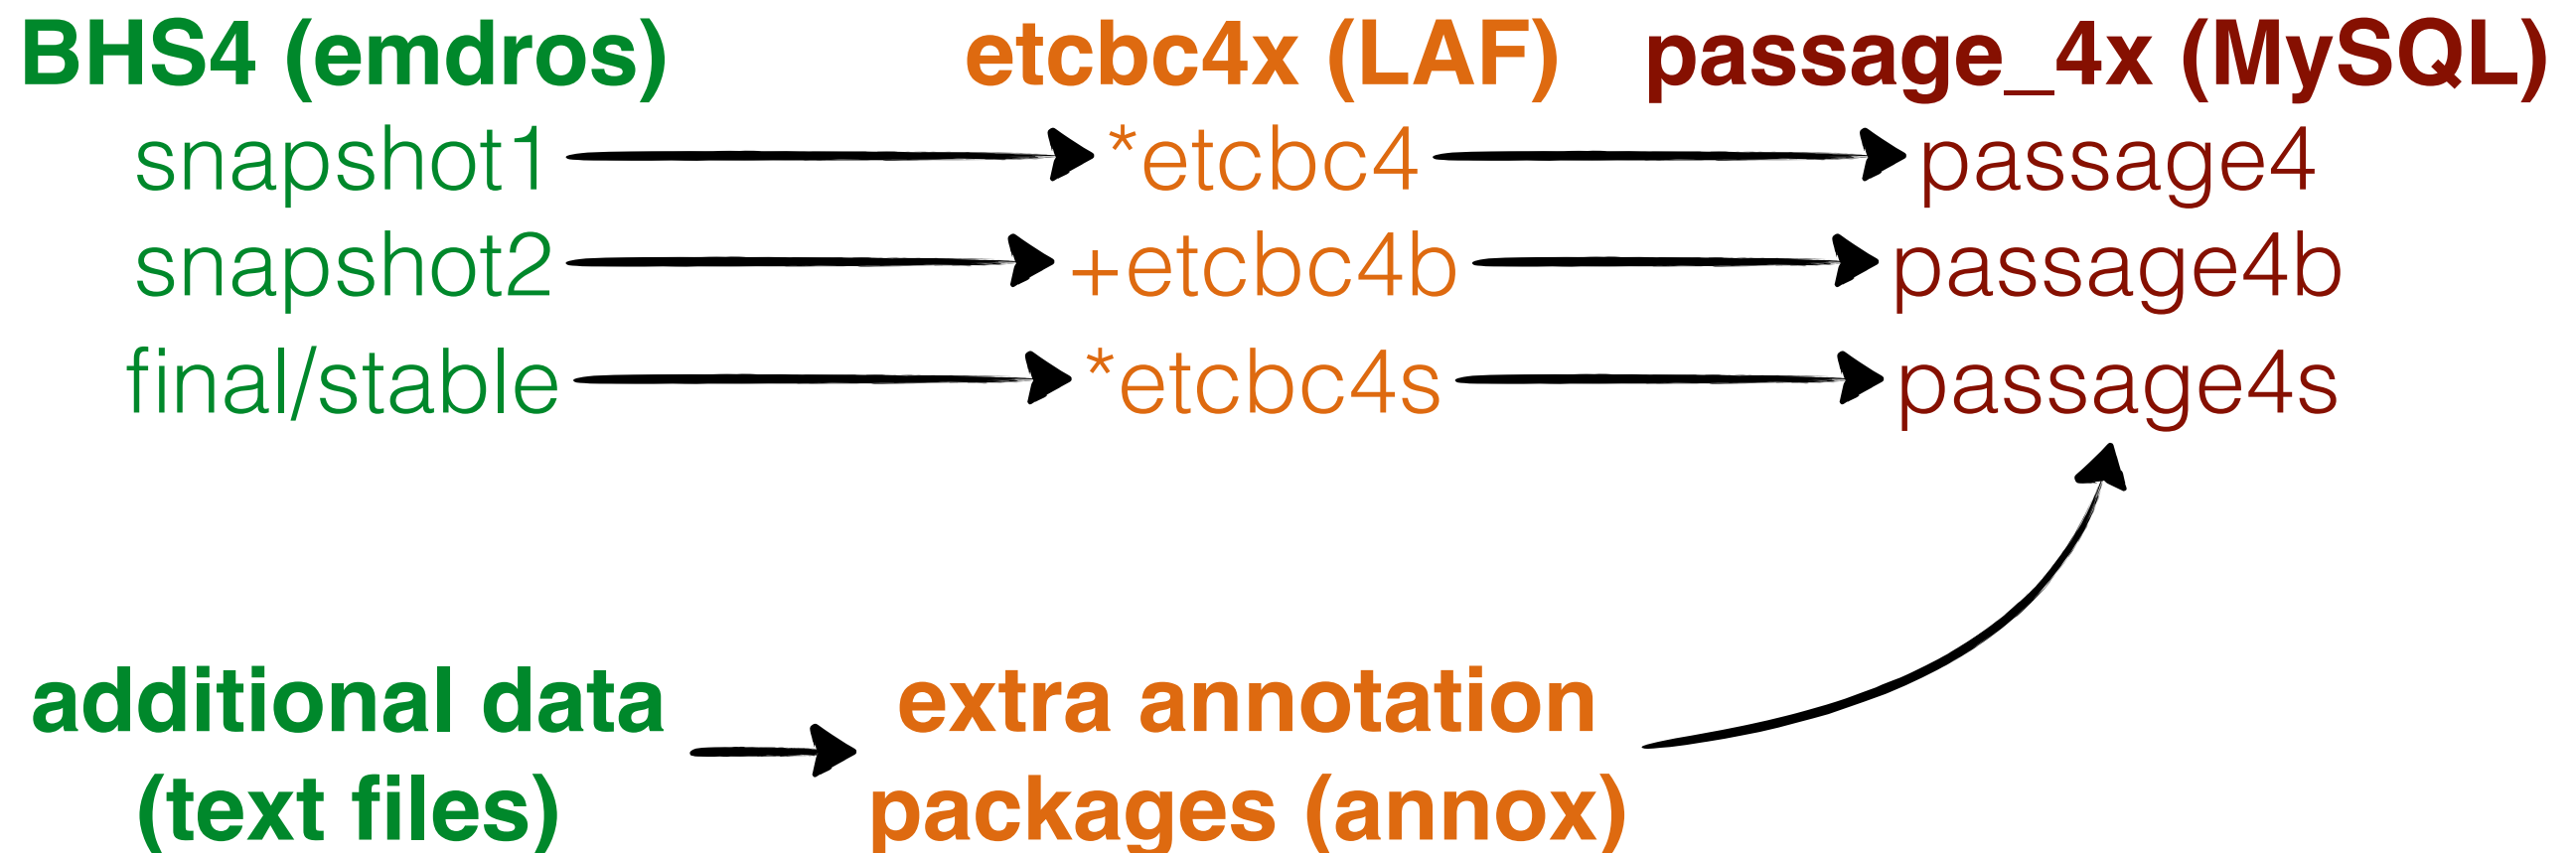 BHS4 (emdros) etcbc4x (LAF) passage_4x (MySQL)
snapshot1 *etcbc4 passage4
snapshot2 +etcbc4b passage4b
final/stable *etcbc4s passage4s
additional data extra annotation
(text files) packages (annox)